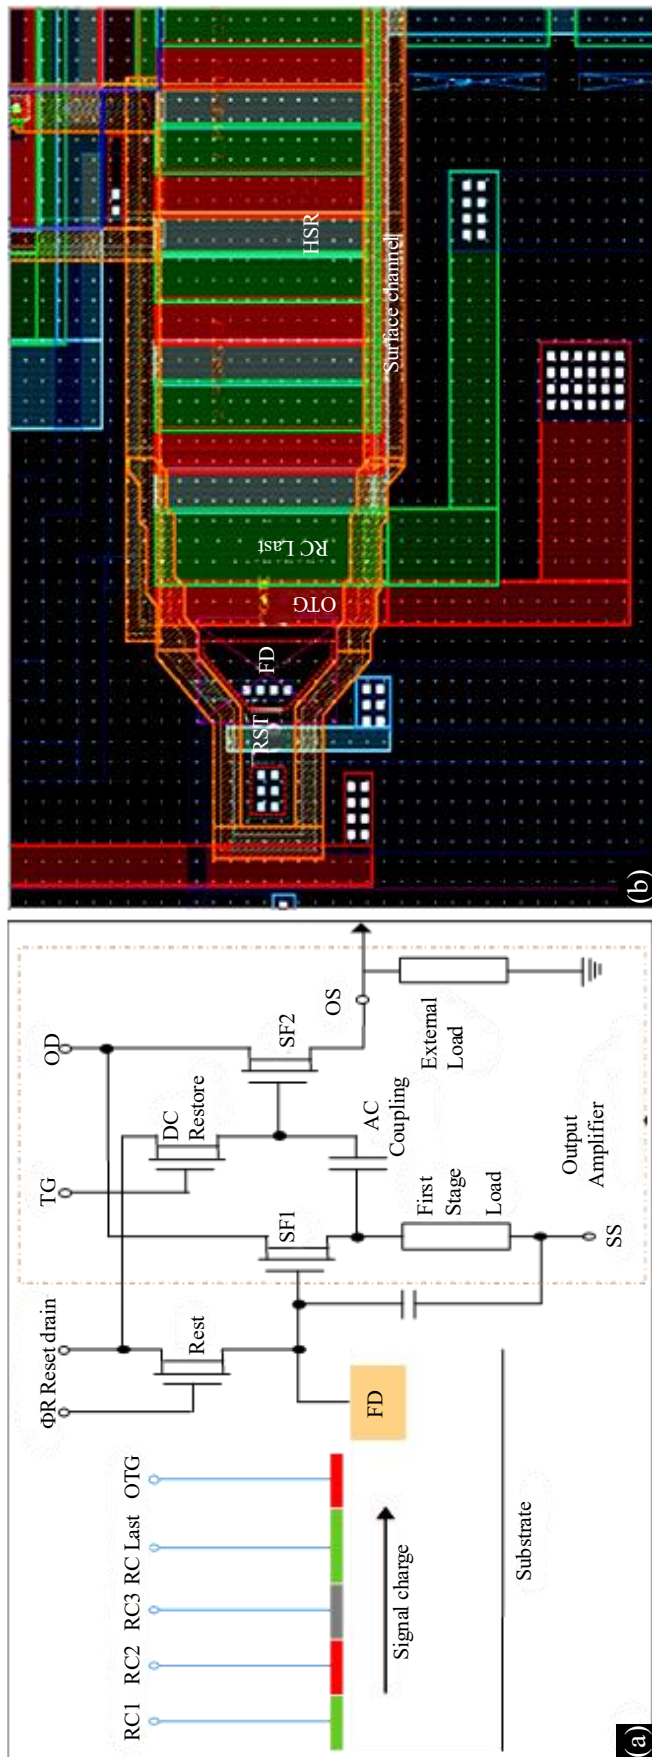 (a)
RC1
RC2
RC3
RC Last
OTG
Signal charge
Substrate
ΦR
Reset drain
Rest
FD
TG
OD
DC
Restore
SF1
SF2
AC
Coupling
First
Stage
Load
SS
OS
External
Load
Output
Amplifier
(b)
RST
FD
OTG
RC Last
HSR
Surface channel